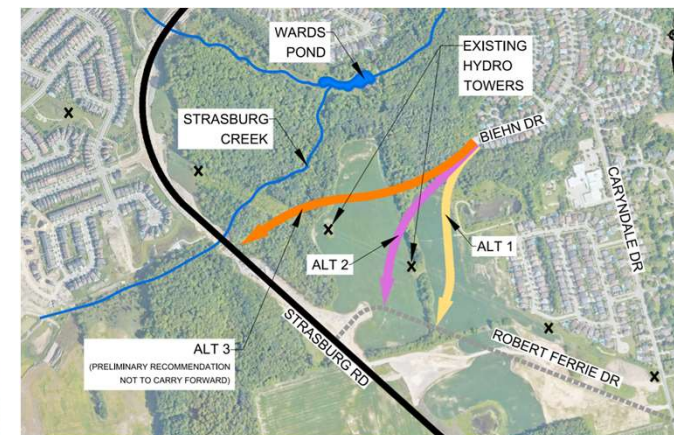 WARDS
POND
EXISTING
HYDRO
TOWERS
STRASBURG
CREEK
BIEHN DR
CARYNDALE DR
ALT 2
ALT 1
ALT 3
(PRELIMINARY RECOMMENDATION
NOT TO CARRY FORWARD)
STRASBURG RD
ROBERT FERRIE DR
X
X
X
X
X
X